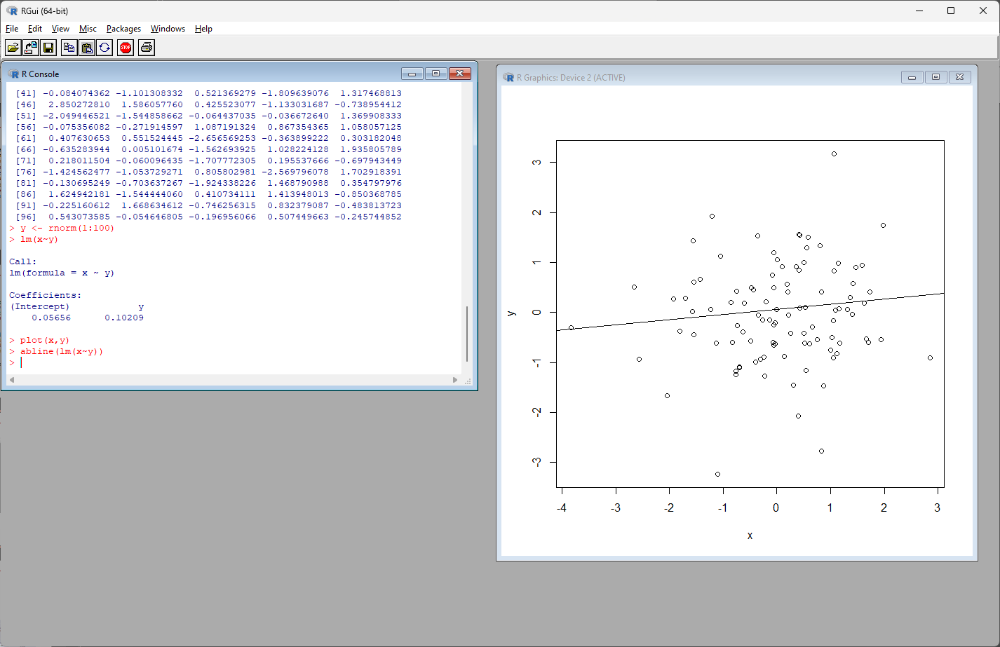 RGui (64-bit)
File Edit View Misc Packages Windows Help
STOP
R Console
[41] -0.084074362 -1.101308332 0.521369279 -1.809639076 1.317468813
[46] 2.850272810 1.586057760 0.425523077 -1.133031687 -0.738954412
[51] -2.049446521 -1.544858662 -0.064437035 -0.036672640 1.369908333
[56] -0.075356082 -0.271914597 1.087191324 0.867354365 1.058057125
[61] 0.407630653 0.551524445 -2.656569253 -0.363899222 0.303182048
[66] -0.635283944 0.005101674 -1.562693925 1.028224128 1.935805789
[71] 0.218011504 -0.060096435 -1.707772305 0.195537666 -0.697943449
[76] -1.424562477 -1.053729271 0.805802981 -2.569796078 1.702918391
[81] -0.130695249 -0.703637267 -1.924338226 1.468790988 0.354797976
[86] 1.624942181 -1.544444060 0.410734111 1.413948013 -0.850368785
[91] -0.225160612 1.668634612 -0.746256315 0.832379087 -0.483813723
[96] 0.543073585 -0.054646805 -0.196956066 0.507449663 -0.245744852
> y <- rnorm(1:100)
> lm(x~y)
Call:
lm(formula = x ~ y)
Coefficients:
(Intercept) y
0.05656 0.10209
> plot(x,y)
> abline(lm(x~y))
>
R Graphics: Device 2 (ACTIVE)
3
2
1
0
-1
-2
-3
y
-4 -3 -2 -1 0 1 2 3
x